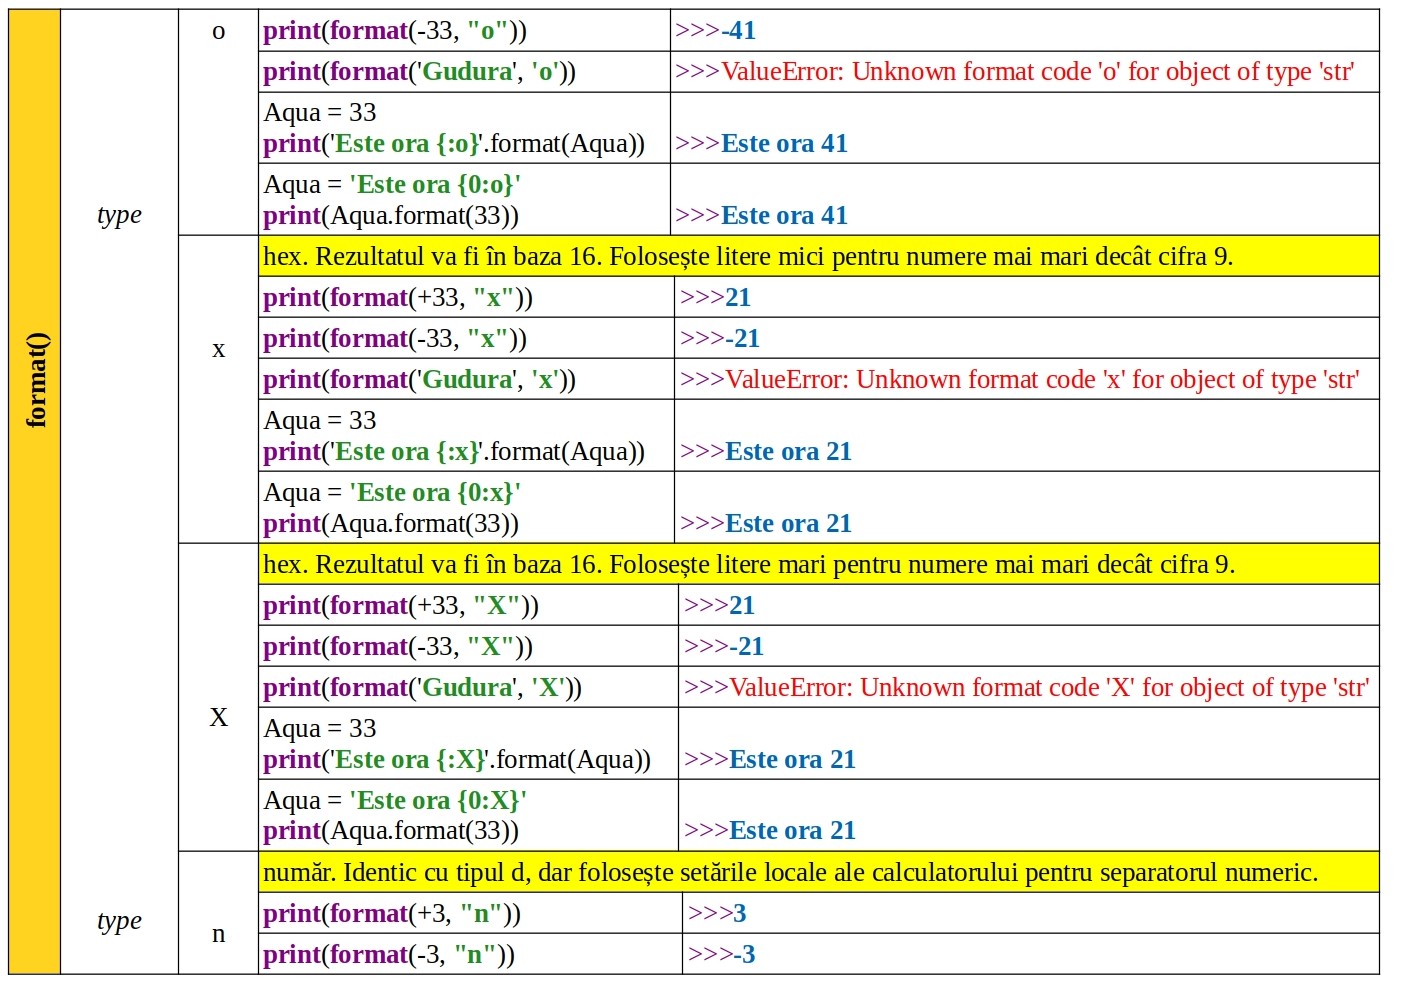 format()
type
o
print(format(-33, "o"))
>>>-41
print(format('Gudura', 'o'))
>>>ValueError: Unknown format code 'o' for object of type 'str'
Aqua = 33
print('Este ora {:o}'.format(Aqua))
>>>Este ora 41
Aqua = 'Este ora {0:o}'
print(Aqua.format(33))
>>>Este ora 41
x
hex. Rezultatul va fi în baza 16. Folosește litere mici pentru numere mai mari decât cifra 9.
print(format(+33, "x"))
>>>21
print(format(-33, "x"))
>>>-21
print(format('Gudura', 'x'))
>>>ValueError: Unknown format code 'x' for object of type 'str'
Aqua = 33
print('Este ora {:x}'.format(Aqua))
>>>Este ora 21
Aqua = 'Este ora {0:x}'
print(Aqua.format(33))
>>>Este ora 21
X
hex. Rezultatul va fi în baza 16. Folosește litere mari pentru numere mai mari decât cifra 9.
print(format(+33, "X"))
>>>21
print(format(-33, "X"))
>>>-21
print(format('Gudura', 'X'))
>>>ValueError: Unknown format code 'X' for object of type 'str'
Aqua = 33
print('Este ora {:X}'.format(Aqua))
>>>Este ora 21
Aqua = 'Este ora {0:X}'
print(Aqua.format(33))
>>>Este ora 21
type
n
număr. Identic cu tipul d, dar folosește setările locale ale calculatorului pentru separatorul numeric.
print(format(+3, "n"))
>>>3
print(format(-3, "n"))
>>>-3